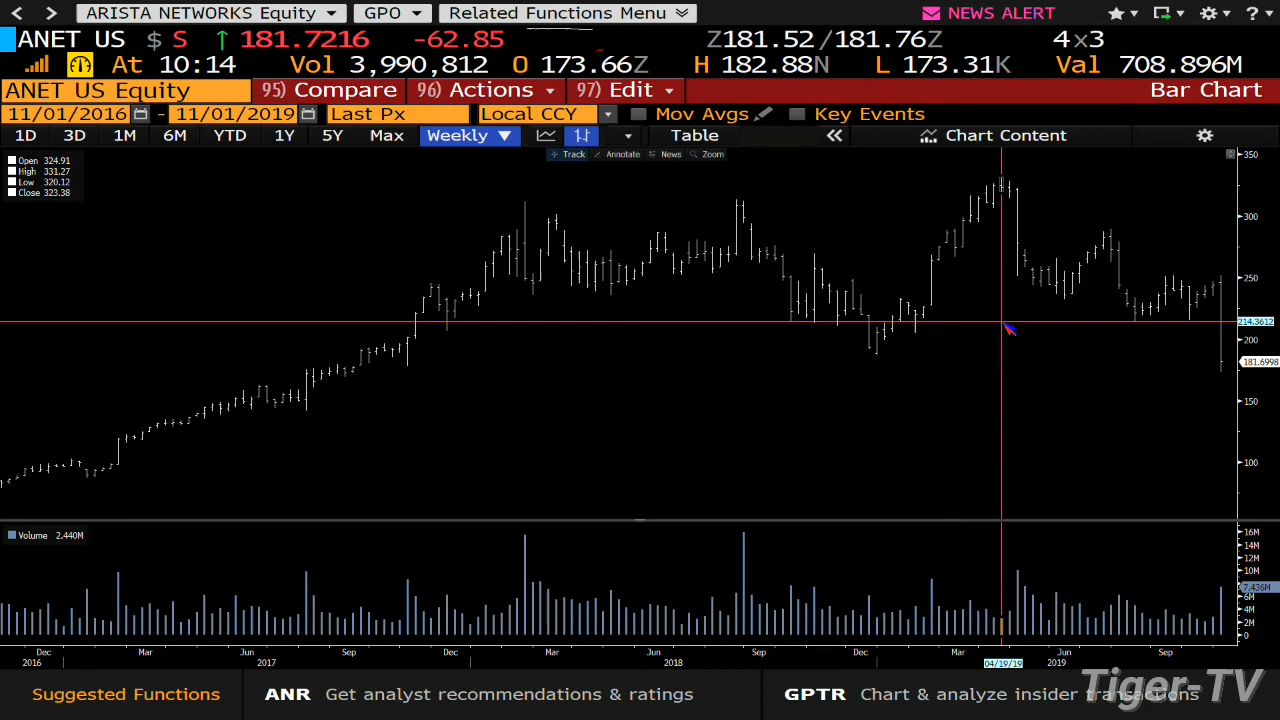 ARISTA NETWORKS Equity GPO Related Functions Menu NEWS ALERT ?
ANET US $ S ↑ 181.7216 -62.85 Z181.52/181.76Z 4×3
At 10:14 Vol 3,990,812 O 173.66Z H 182.88N L 173.31K Val 708.896M
ANET US Equity 95) Compare 96) Actions 97) Edit Bar Chart
11/01/2016 - 11/01/2019 Last Px Local CCY Mov Avgs Key Events
1D 3D 1M 6M YTD 1Y 5Y Max Weekly ▼ Table Chart Content
Track Annotate News Zoom
Open 324.91
High 331.27
Low 320.12
Close 323.38
350
300
250
214.3612
200
181.6998
150
100
Volume 2.440M
16M
14M
12M
10M
7.436M
6M
4M
2M
0
Dec Mar Jun Sep Dec Mar Jun Sep Dec Mar Jun Sep
2016 2017 2018 04/19/19 2019
Suggested Functions ANR Get analyst recommendations & ratings GPTR Chart & analyze insider transactions
Tiger-TV